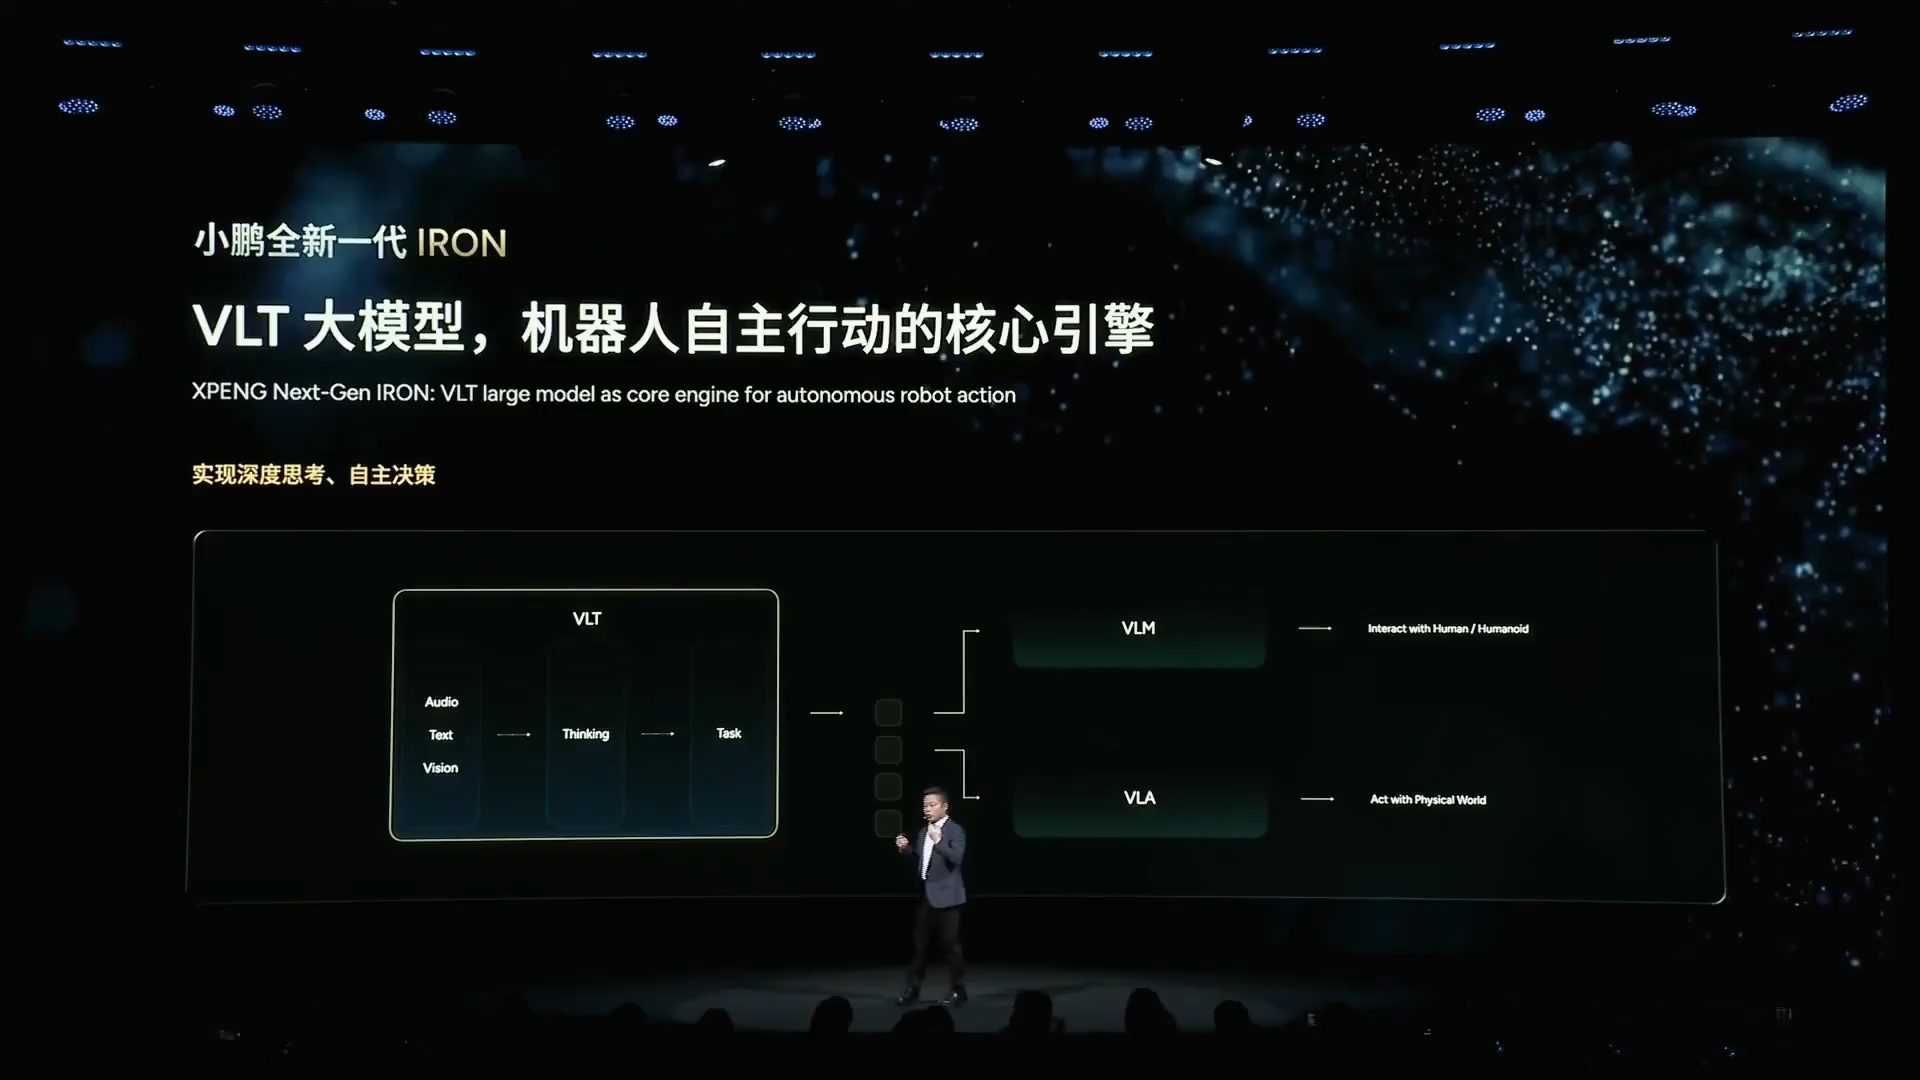 小鹏全新一代 IRON
VLT 大模型，机器人自主行动的核心引擎
XPENG Next-Gen IRON: VLT large model as core engine for autonomous robot action
实现深度思考、自主决策
VLT
Audio
Text
Vision
Thinking
Task
VLM
Interact with Human / Humanoid
VLA
Act with Physical World